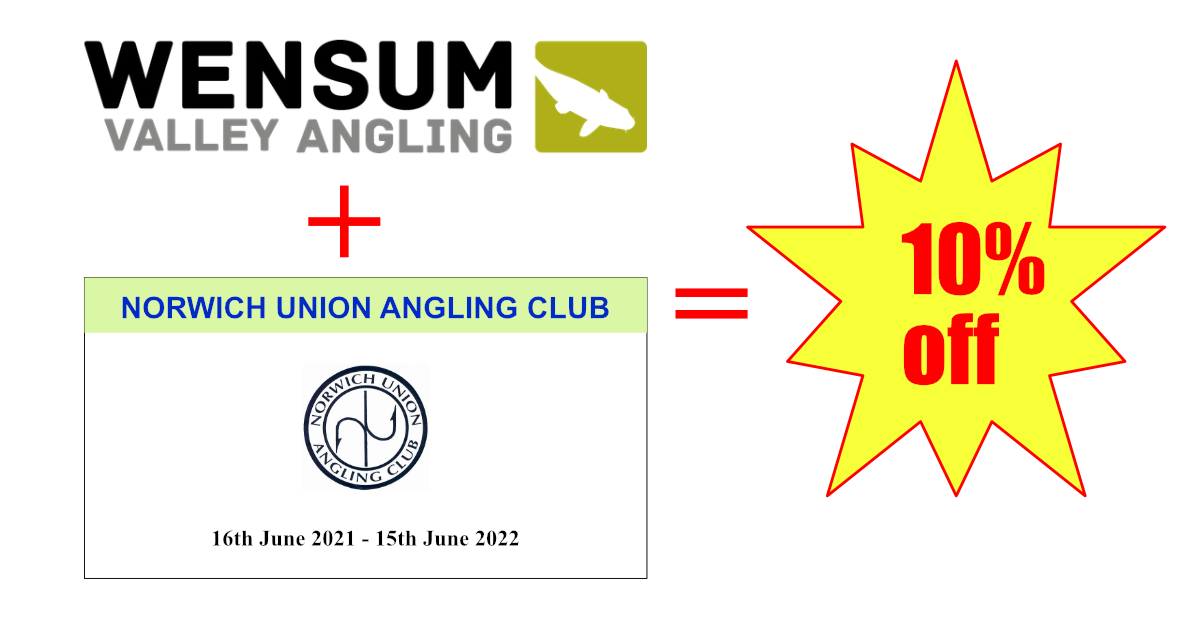 WENSUM
VALLEY ANGLING
+
NORWICH UNION ANGLING CLUB
NORWICH UNION
ANGLING CLUB
16th June 2021 - 15th June 2022
=
10%
off